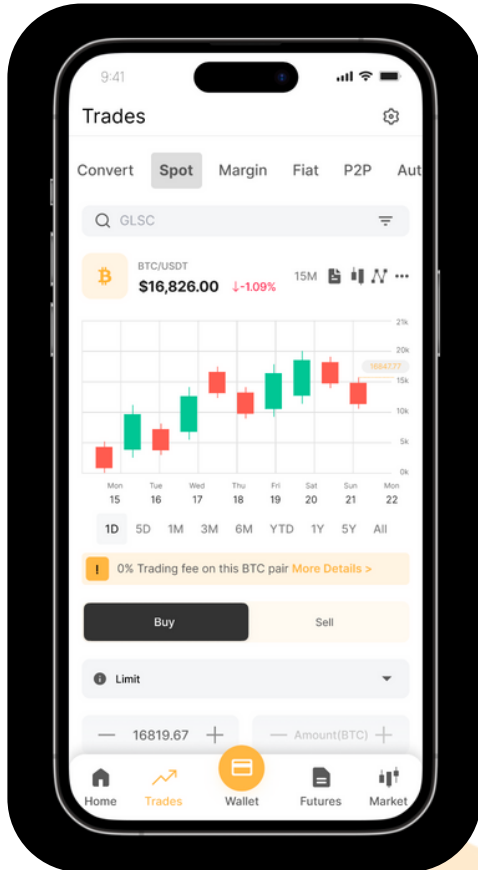 9:41
Trades
Convert Spot Margin Fiat P2P Aut
GLSC
BTC/USDT
$16,826.00 ↓-1.09% 15M
21k
20k
16847.77
15k
10k
5k
0k
Mon Tue Wed Thu Fri Sat Sun Mon
15 16 17 18 19 20 21 22
1D 5D 1M 3M 6M YTD 1Y 5Y All
! 0% Trading fee on this BTC pair More Details >
Buy Sell
Limit
— 16819.67 + — Amount(BTC) +
Home Trades Wallet Futures Market